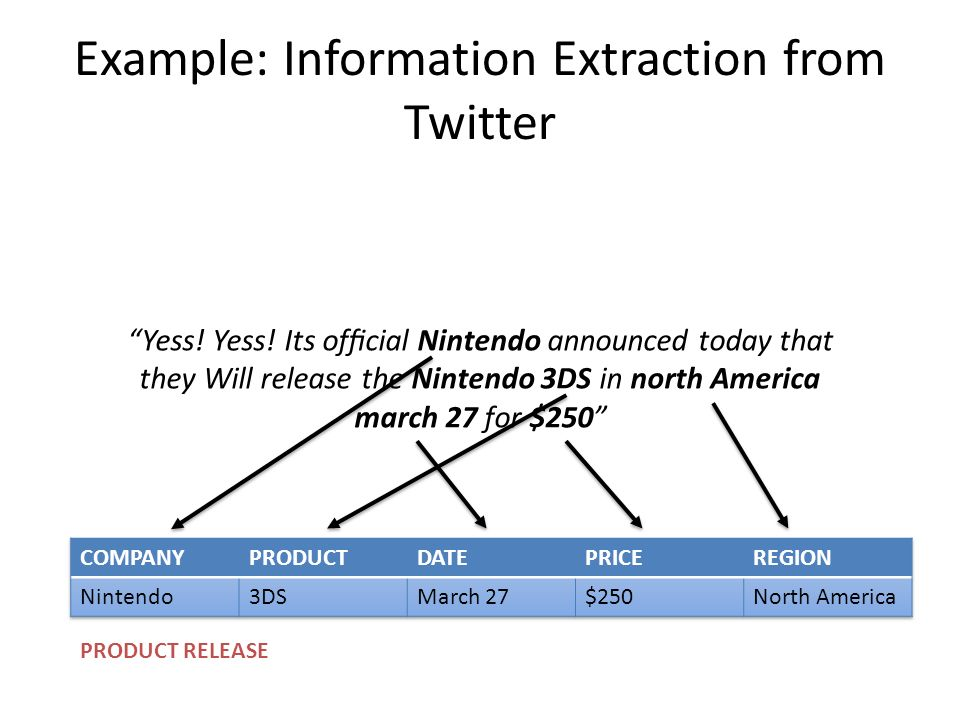 Example: Information Extraction from
Twitter
“Yess! Yess! Its official Nintendo announced today that
they Will release the Nintendo 3DS in north America
march 27 for $250”
COMPANY PRODUCT DATE PRICE REGION
Nintendo 3DS March 27 $250 North America
PRODUCT RELEASE